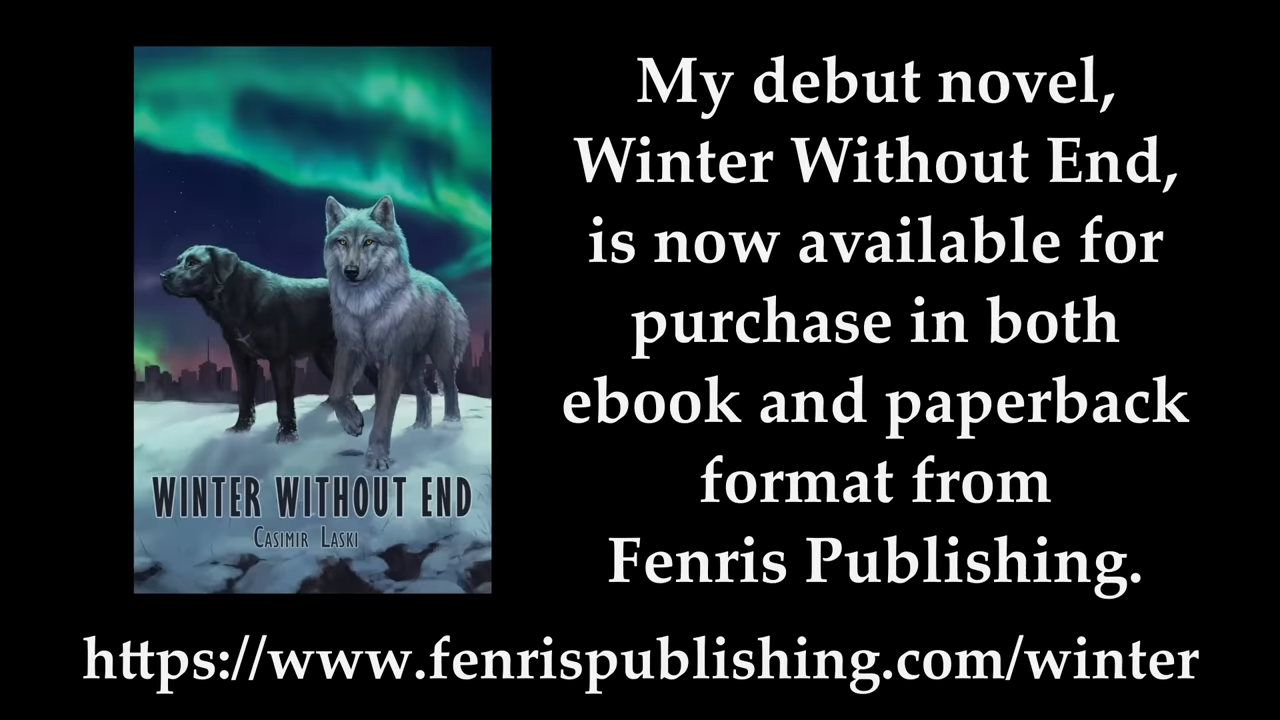 My debut novel,
Winter Without End,
is now available for
purchase in both
ebook and paperback
format from
Fenris Publishing.
WINTER WITHOUT END
CASIMIR LASKI
https://www.fenrispublishing.com/winter